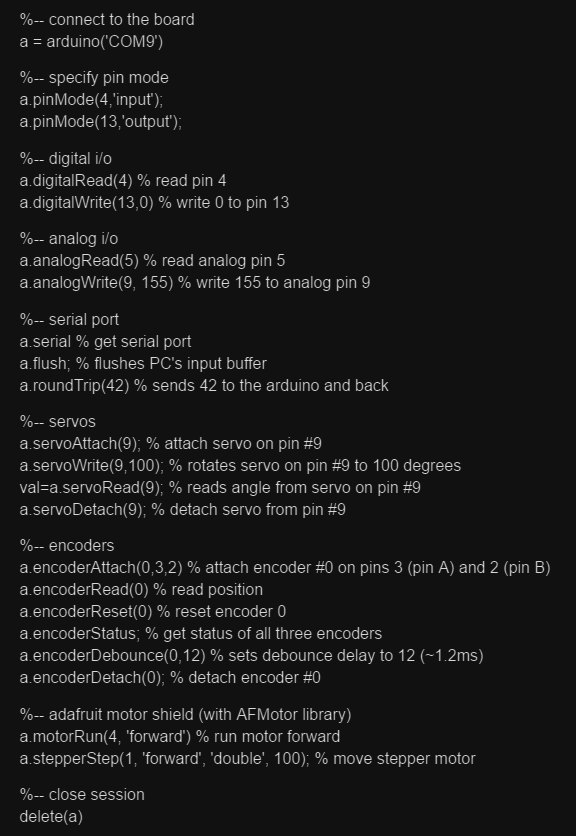 %-- connect to the board
a = arduino('COM9')
%-- specify pin mode
a.pinMode(4,'input');
a.pinMode(13,'output');
%-- digital i/o
a.digitalRead(4) % read pin 4
a.digitalWrite(13,0) % write 0 to pin 13
%-- analog i/o
a.analogRead(5) % read analog pin 5
a.analogWrite(9, 155) % write 155 to analog pin 9
%-- serial port
a.serial % get serial port
a.flush; % flushes PC's input buffer
a.roundTrip(42) % sends 42 to the arduino and back
%-- servos
a.servoAttach(9); % attach servo on pin #9
a.servoWrite(9,100); % rotates servo on pin #9 to 100 degrees
val=a.servoRead(9); % reads angle from servo on pin #9
a.servoDetach(9); % detach servo from pin #9
%-- encoders
a.encoderAttach(0,3,2) % attach encoder #0 on pins 3 (pin A) and 2 (pin B)
a.encoderRead(0) % read position
a.encoderReset(0) % reset encoder 0
a.encoderStatus; % get status of all three encoders
a.encoderDebounce(0,12) % sets debounce delay to 12 (~1.2ms)
a.encoderDetach(0); % detach encoder #0
%-- adafruit motor shield (with AFMotor library)
a.motorRun(4, 'forward') % run motor forward
a.stepperStep(1, 'forward', 'double', 100); % move stepper motor
%-- close session
delete(a)